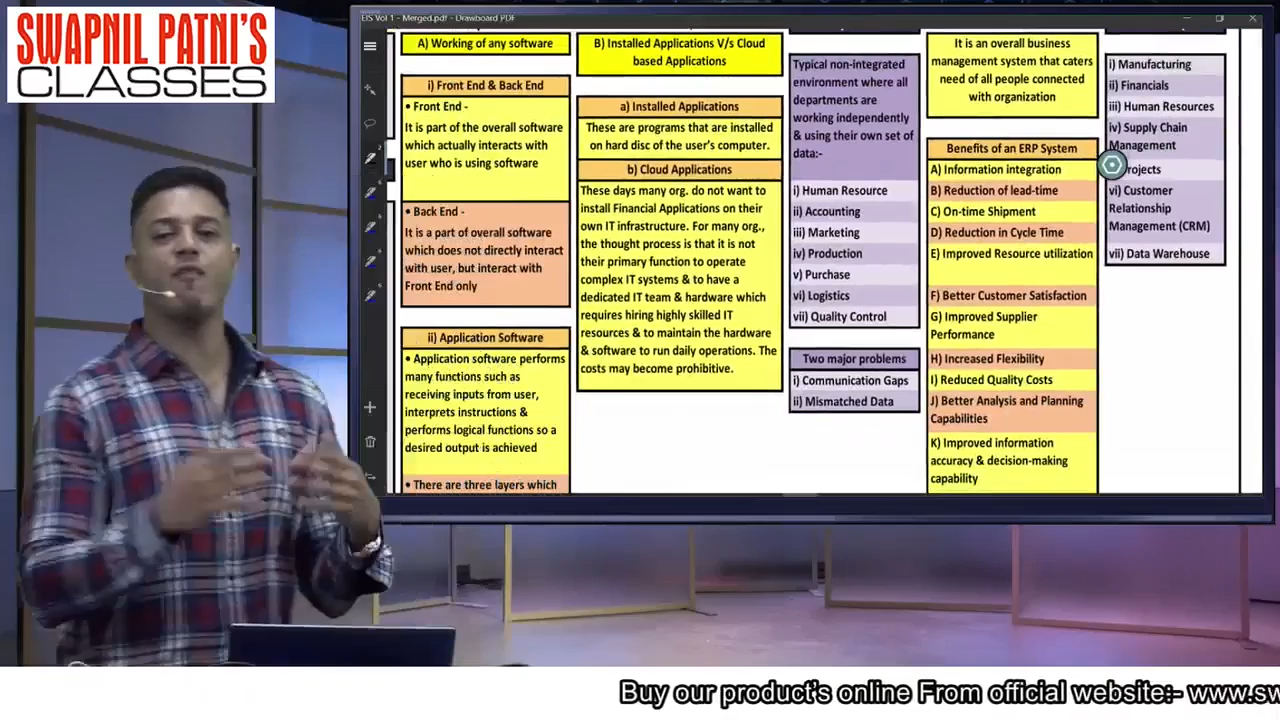 SWAPNIL PATNI'S
CLASSES
EIS Vol 1 - Merged.pdf - Drawboard PDF
A) Working of any software
i) Front End & Back End
• Front End -
It is part of the overall software
which actually interacts with
user who is using software
• Back End -
It is a part of overall software
which does not directly interact
with user, but interact with
Front End only
ii) Application Software
• Application software performs
many functions such as
receiving inputs from user,
interprets instructions &
performs logical functions so a
desired output is achieved
• There are three layers which
B) Installed Applications V/s Cloud
based Applications
a) Installed Applications
These are programs that are installed
on hard disc of the user's computer.
b) Cloud Applications
These days many org. do not want to
install Financial Applications on their
own IT infrastructure. For many org.,
the thought process is that it is not
their primary function to operate
complex IT systems & to have a
dedicated IT team & hardware which
requires hiring highly skilled IT
resources & to maintain the hardware
& software to run daily operations. The
costs may become prohibitive.
Typical non-integrated
environment where all
departments are
working independently
& using their own set of
data:-
i) Human Resource
ii) Accounting
iii) Marketing
iv) Production
v) Purchase
vi) Logistics
vii) Quality Control
Two major problems
i) Communication Gaps
ii) Mismatched Data
It is an overall business
management system that caters
need of all people connected
with organization
Benefits of an ERP System
A) Information integration
B) Reduction of lead-time
C) On-time Shipment
D) Reduction in Cycle Time
E) Improved Resource utilization
F) Better Customer Satisfaction
G) Improved Supplier
Performance
H) Increased Flexibility
I) Reduced Quality Costs
J) Better Analysis and Planning
Capabilities
K) Improved information
accuracy & decision-making
capability
i) Manufacturing
ii) Financials
iii) Human Resources
iv) Supply Chain
Management
rojects
vi) Customer
Relationship
Management (CRM)
vii) Data Warehouse
Buy our product's online From official website:- www.sw